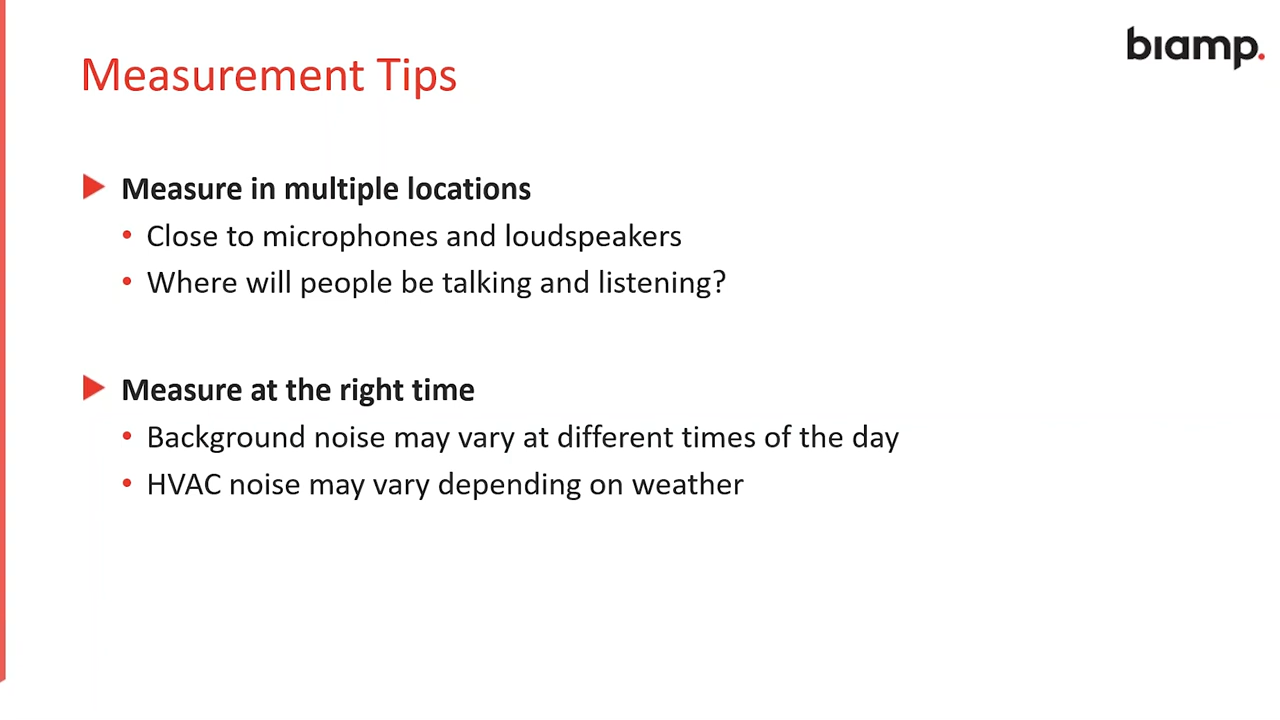 biamp.
Measurement Tips
Measure in multiple locations
• Close to microphones and loudspeakers
• Where will people be talking and listening?
Measure at the right time
• Background noise may vary at different times of the day
• HVAC noise may vary depending on weather